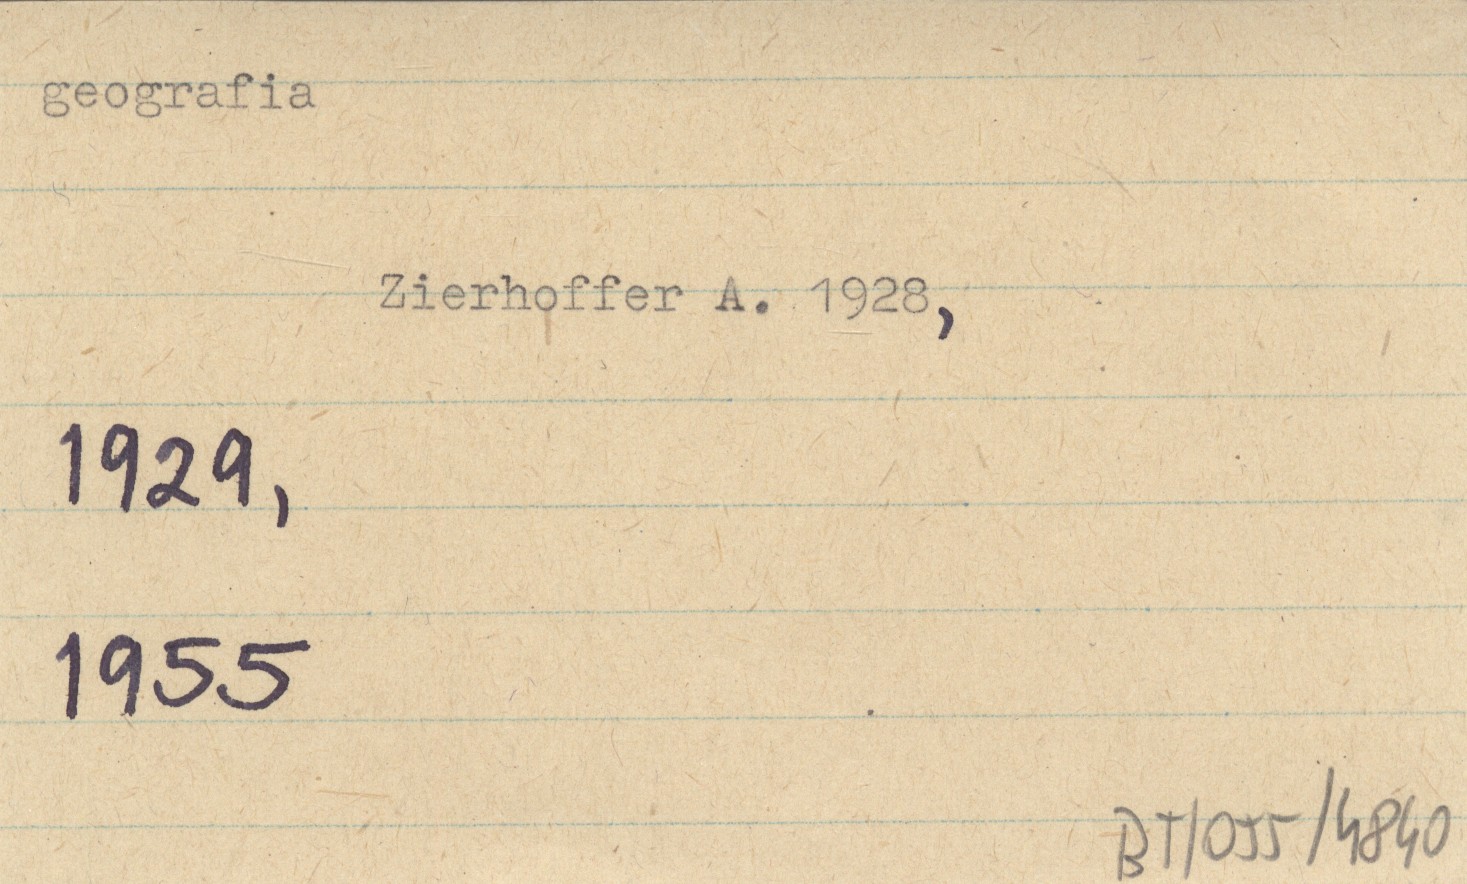 geografia
Zierhoffer A. 1928,
1929,
1955
BT/055/4840